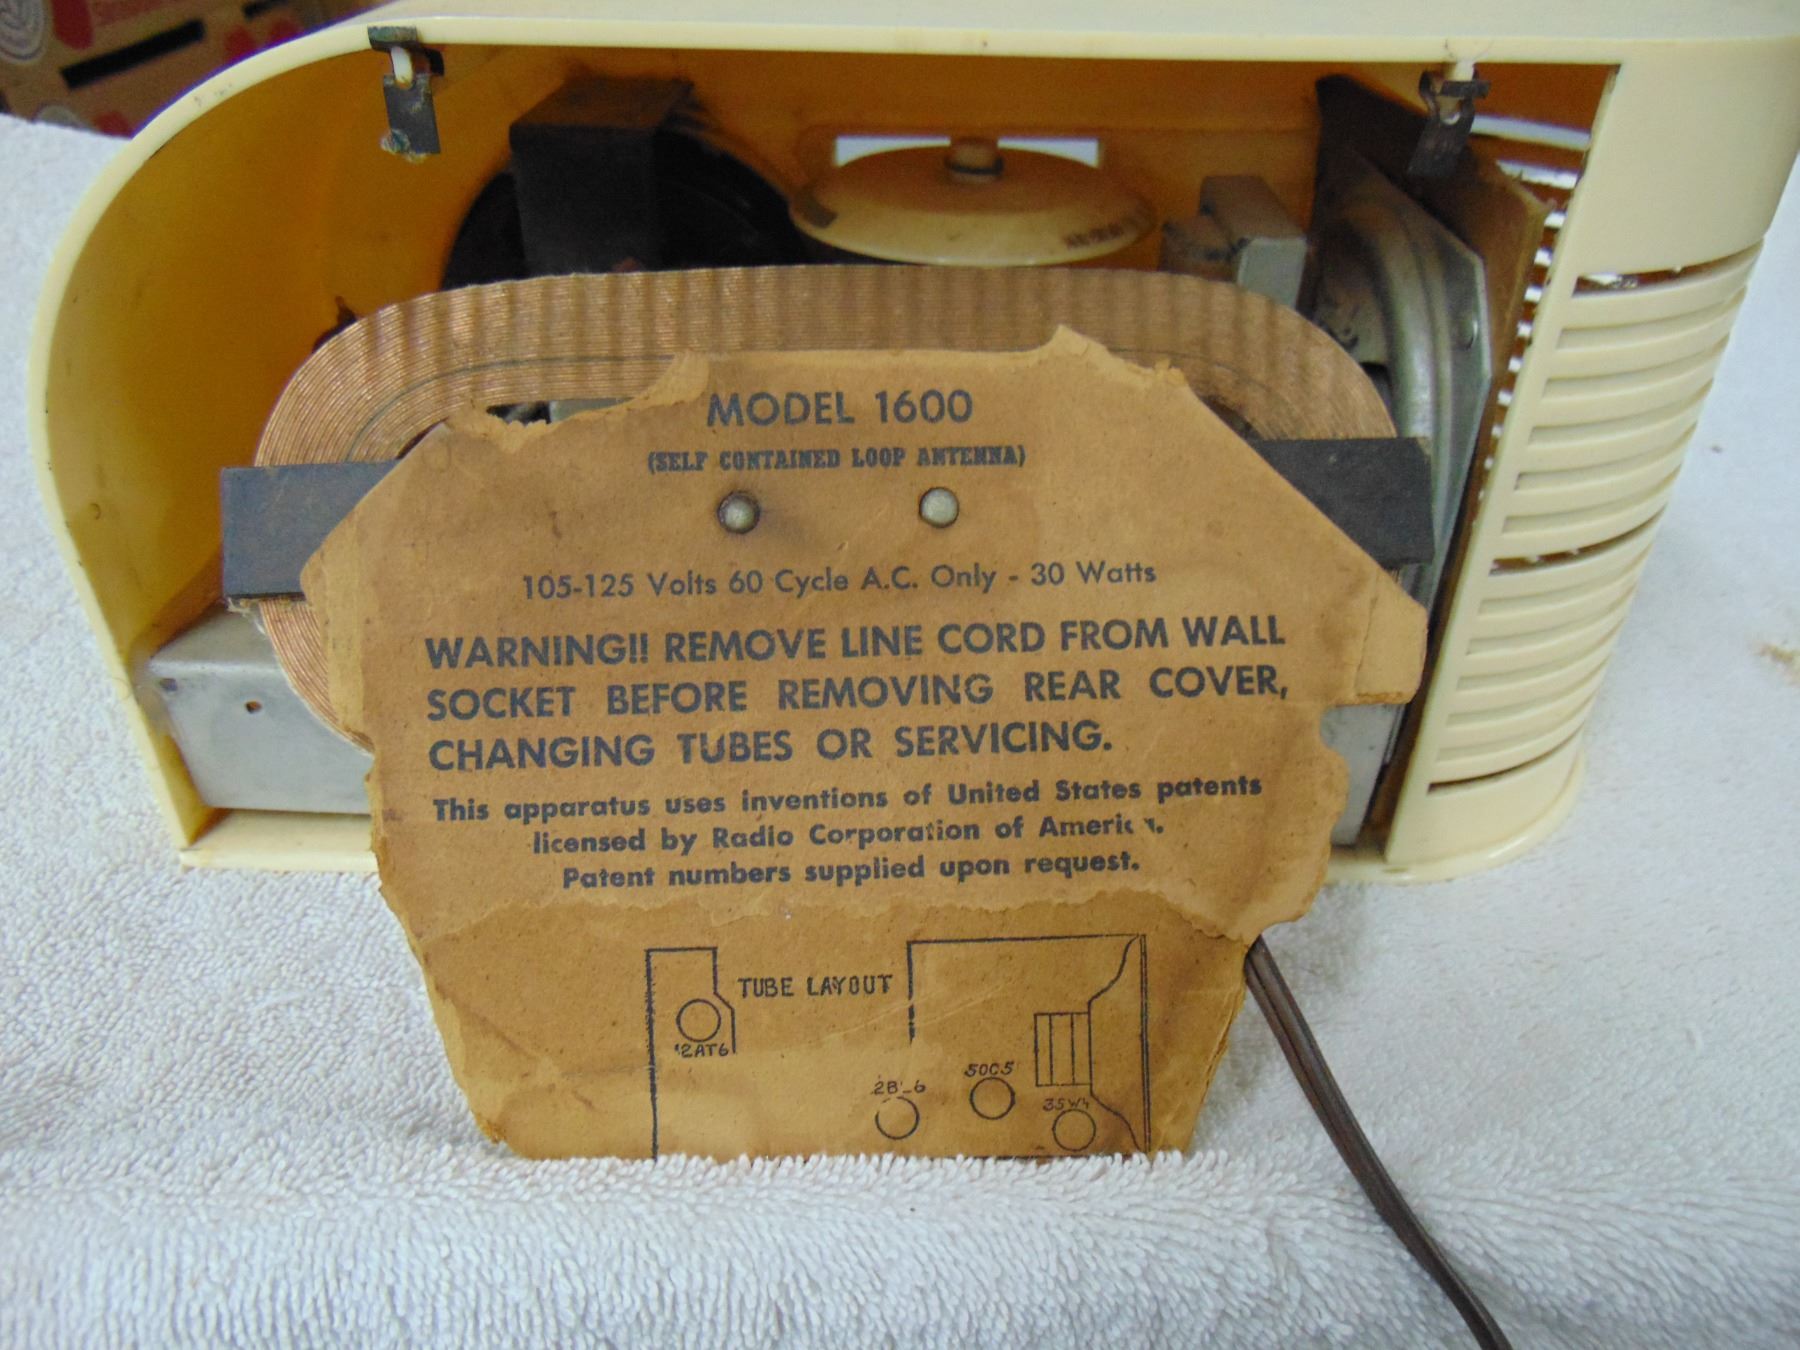 MODEL 1600
(SELF CONTAINED LOOP ANTENNA)
105-125 Volts 60 Cycle A.C. Only - 30 Watts
WARNING!! REMOVE LINE CORD FROM WALL
SOCKET BEFORE REMOVING REAR COVER,
CHANGING TUBES OR SERVICING.
This apparatus uses inventions of United States patents
licensed by Radio Corporation of
Patent numbers supplied upon request.
TUBE LAYOUT
50C5
35W4